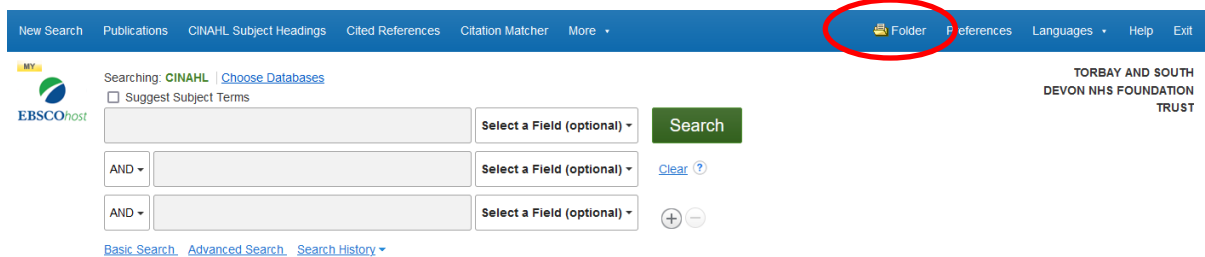 New Search Publications CINAHL Subject Headings Cited References Citation Matcher More Folder Preferences Languages Help Exit
MY
EBSCOhost
Searching: CINAHL Choose Databases
Suggest Subject Terms
Select a Field (optional) Search
AND Select a Field (optional) Clear ?
AND Select a Field (optional)
Basic Search Advanced Search Search History
TORBAY AND SOUTH
DEVON NHS FOUNDATION
TRUST